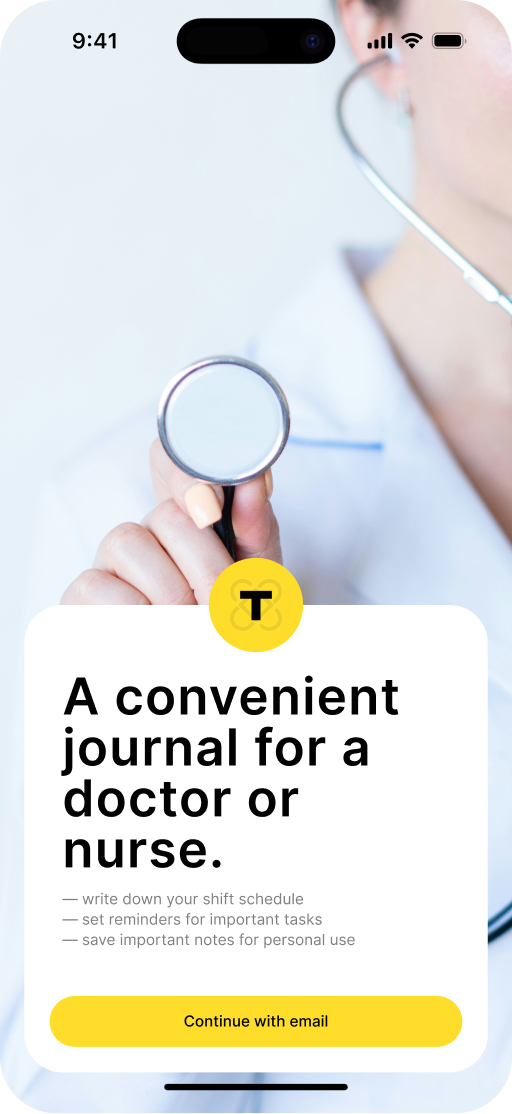 9:41
T
A convenient
journal for a
doctor or
nurse.
— write down your shift schedule
— set reminders for important tasks
— save important notes for personal use
Continue with email